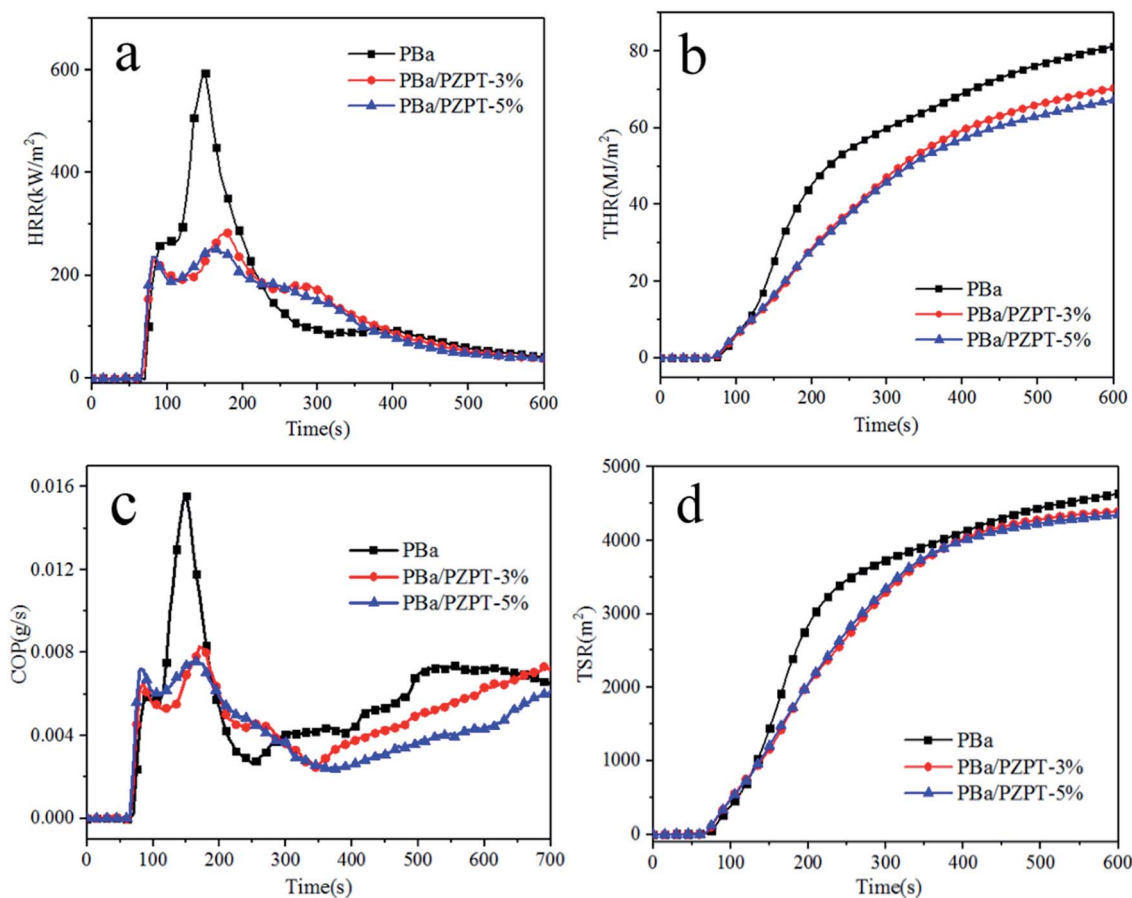 a
PBa
PBa/PZPT-3%
PBa/PZPT-5%
HRR(kW/m²)
600
400
200
0
0 100 200 300 400 500 600
Time(s)
b
PBa
PBa/PZPT-3%
PBa/PZPT-5%
THR(MJ/m²)
80
60
40
20
0
0 100 200 300 400 500 600
Time(s)
c
PBa
PBa/PZPT-3%
PBa/PZPT-5%
COP(g/s)
0.016
0.012
0.008
0.004
0.000
0 100 200 300 400 500 600 700
Time(s)
d
PBa
PBa/PZPT-3%
PBa/PZPT-5%
TSR(m²)
5000
4000
3000
2000
1000
0
0 100 200 300 400 500 600
Time(s)